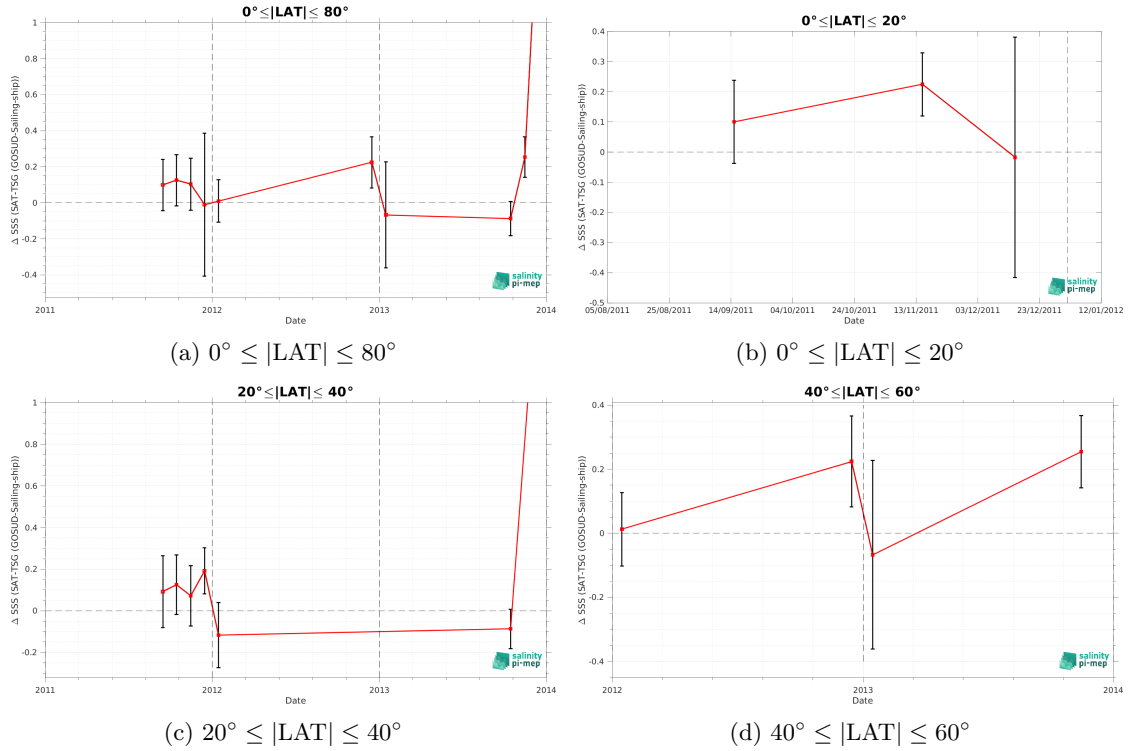 0°≤|LAT|≤ 80°
Δ SSS (SAT-TSG (GOSUD-Sailing-ship))
1
0.8
0.6
0.4
0.2
0
-0.2
-0.4
2011 2012 2013 2014
Date
salinity
pi-mep
(a) 0° ≤ |LAT| ≤ 80°
0°≤|LAT|≤ 20°
Δ SSS (SAT-TSG (GOSUD-Sailing-ship))
0.4
0.3
0.2
0.1
0
-0.1
-0.2
-0.3
-0.4
-0.5
05/08/2011 25/08/2011 14/09/2011 04/10/2011 24/10/2011 13/11/2011 03/12/2011 23/12/2011 12/01/2012
Date
salinity
pi-mep
(b) 0° ≤ |LAT| ≤ 20°
20°≤|LAT|≤ 40°
Δ SSS (SAT-TSG (GOSUD-Sailing-ship))
1
0.8
0.6
0.4
0.2
0
-0.2
2011 2012 2013 2014
Date
salinity
pi-mep
(c) 20° ≤ |LAT| ≤ 40°
40°≤|LAT|≤ 60°
Δ SSS (SAT-TSG (GOSUD-Sailing-ship))
0.4
0.2
0
-0.2
-0.4
2012 2013 2014
Date
salinity
pi-mep
(d) 40° ≤ |LAT| ≤ 60°